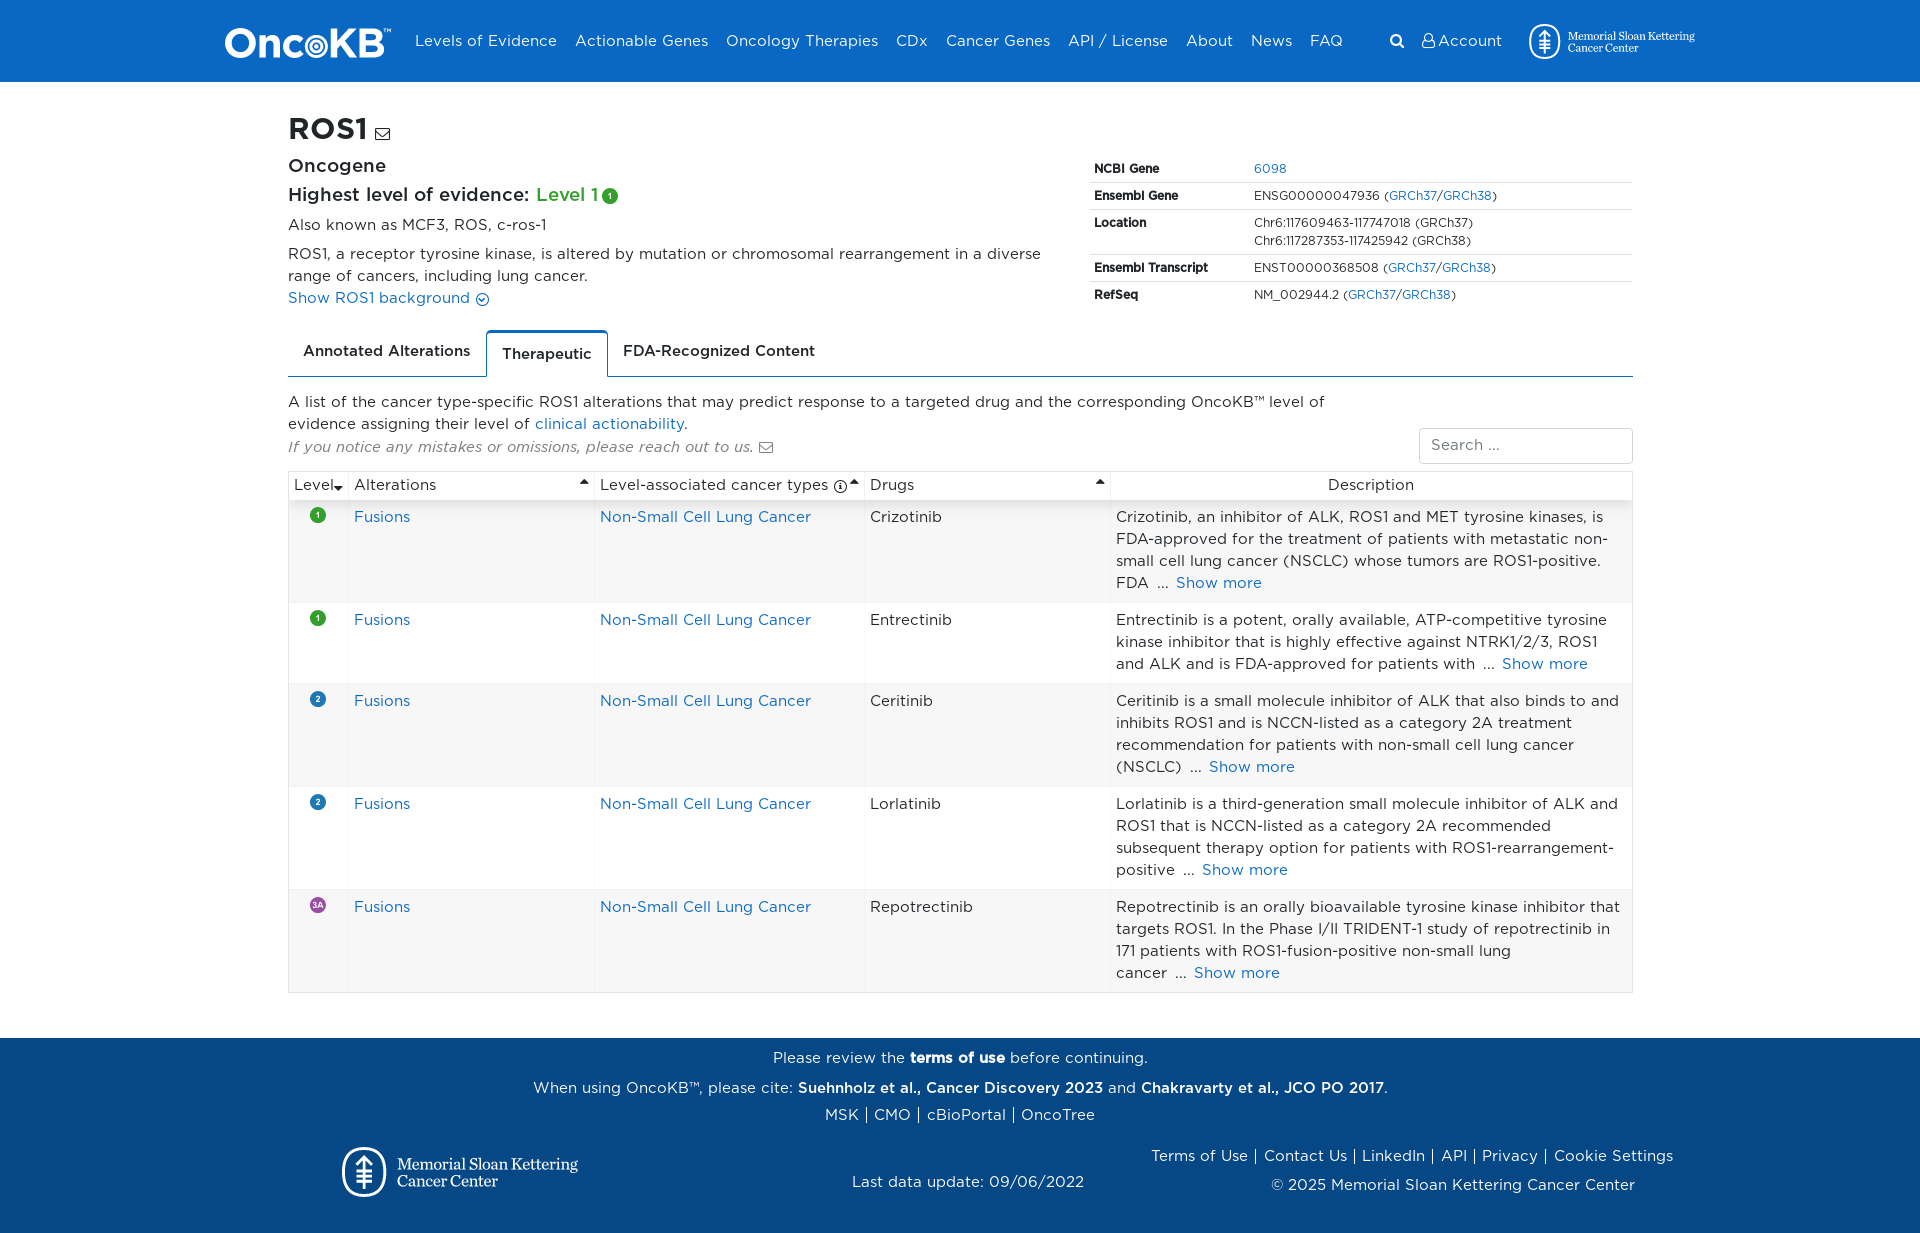 OncoKB™ Levels of Evidence Actionable Genes Oncology Therapies CDx Cancer Genes API / License About News FAQ Account Memorial Sloan Kettering Cancer Center
ROS1
Oncogene
Highest level of evidence: Level 1 1
Also known as MCF3, ROS, c-ros-1
ROS1, a receptor tyrosine kinase, is altered by mutation or chromosomal rearrangement in a diverse
range of cancers, including lung cancer.
Show ROS1 background
NCBI Gene 6098
Ensembl Gene ENSG00000047936 (GRCh37/GRCh38)
Location Chr6:117609463-117747018 (GRCh37)
Chr6:117287353-117425942 (GRCh38)
Ensembl Transcript ENST00000368508 (GRCh37/GRCh38)
RefSeq NM_002944.2 (GRCh37/GRCh38)
Annotated Alterations Therapeutic FDA-Recognized Content
A list of the cancer type-specific ROS1 alterations that may predict response to a targeted drug and the corresponding OncoKB™ level of
evidence assigning their level of clinical actionability.
If you notice any mistakes or omissions, please reach out to us.
Search ...
Level Alterations Level-associated cancer types Drugs Description
1 Fusions Non-Small Cell Lung Cancer Crizotinib Crizotinib, an inhibitor of ALK, ROS1 and MET tyrosine kinases, is
FDA-approved for the treatment of patients with metastatic non-
small cell lung cancer (NSCLC) whose tumors are ROS1-positive.
FDA ... Show more
1 Fusions Non-Small Cell Lung Cancer Entrectinib Entrectinib is a potent, orally available, ATP-competitive tyrosine
kinase inhibitor that is highly effective against NTRK1/2/3, ROS1
and ALK and is FDA-approved for patients with ... Show more
2 Fusions Non-Small Cell Lung Cancer Ceritinib Ceritinib is a small molecule inhibitor of ALK that also binds to and
inhibits ROS1 and is NCCN-listed as a category 2A treatment
recommendation for patients with non-small cell lung cancer
(NSCLC) ... Show more
2 Fusions Non-Small Cell Lung Cancer Lorlatinib Lorlatinib is a third-generation small molecule inhibitor of ALK and
ROS1 that is NCCN-listed as a category 2A recommended
subsequent therapy option for patients with ROS1-rearrangement-
positive ... Show more
3A Fusions Non-Small Cell Lung Cancer Repotrectinib Repotrectinib is an orally bioavailable tyrosine kinase inhibitor that
targets ROS1. In the Phase I/II TRIDENT-1 study of repotrectinib in
171 patients with ROS1-fusion-positive non-small lung
cancer ... Show more
Please review the terms of use before continuing.
When using OncoKB™, please cite: Suehnholz et al., Cancer Discovery 2023 and Chakravarty et al., JCO PO 2017.
MSK | CMO | cBioPortal | OncoTree
Memorial Sloan Kettering
Cancer Center
Last data update: 09/06/2022
Terms of Use | Contact Us | LinkedIn | API | Privacy | Cookie Settings
© 2025 Memorial Sloan Kettering Cancer Center